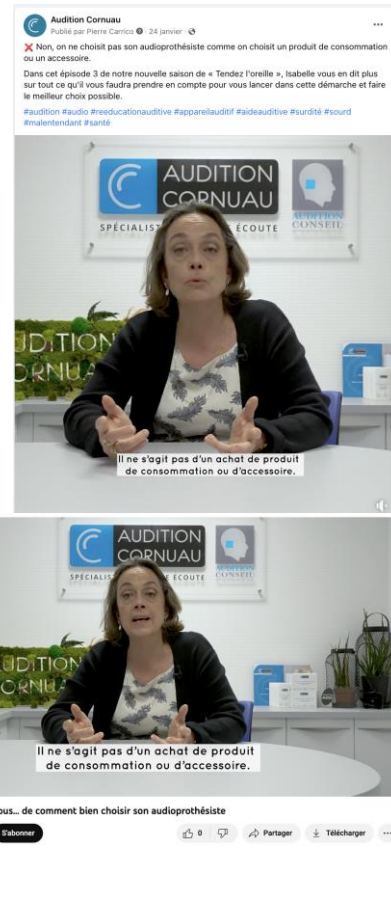 Audition Cornuau
Publié par Pierre Carrico · 24 janvier ·
Non, on ne choisit pas son audioprothésiste comme on choisit un produit de consommation
ou un accessoire.
Dans cet épisode 3 de notre nouvelle saison de « Tendez l'oreille », Isabelle vous en dit plus
sur tout ce qu'il vous faudra prendre en compte pour vous lancer dans cette démarche et faire
le meilleur choix possible.
#audition #audio #reeducationauditive #appareilauditif #aideauditive #surdité #sourd
#malentendant #santé
AUDITION
CORNUAU
SPÉCIALIST E ÉCOUTE
AUDITION
CONSEIL
UDITION
ORNUA
Il ne s'agit pas d'un achat de produit
de consommation ou d'accessoire.
AUDITION
CORNUAU
SPÉCIALIS E ÉCOUTE
AUDITION
CONSEIL
UDITION
ORNU
Il ne s'agit pas d'un achat de produit
de consommation ou d'accessoire.
ous... de comment bien choisir son audioprothésiste
S'abonner
0
Partager
Télécharger